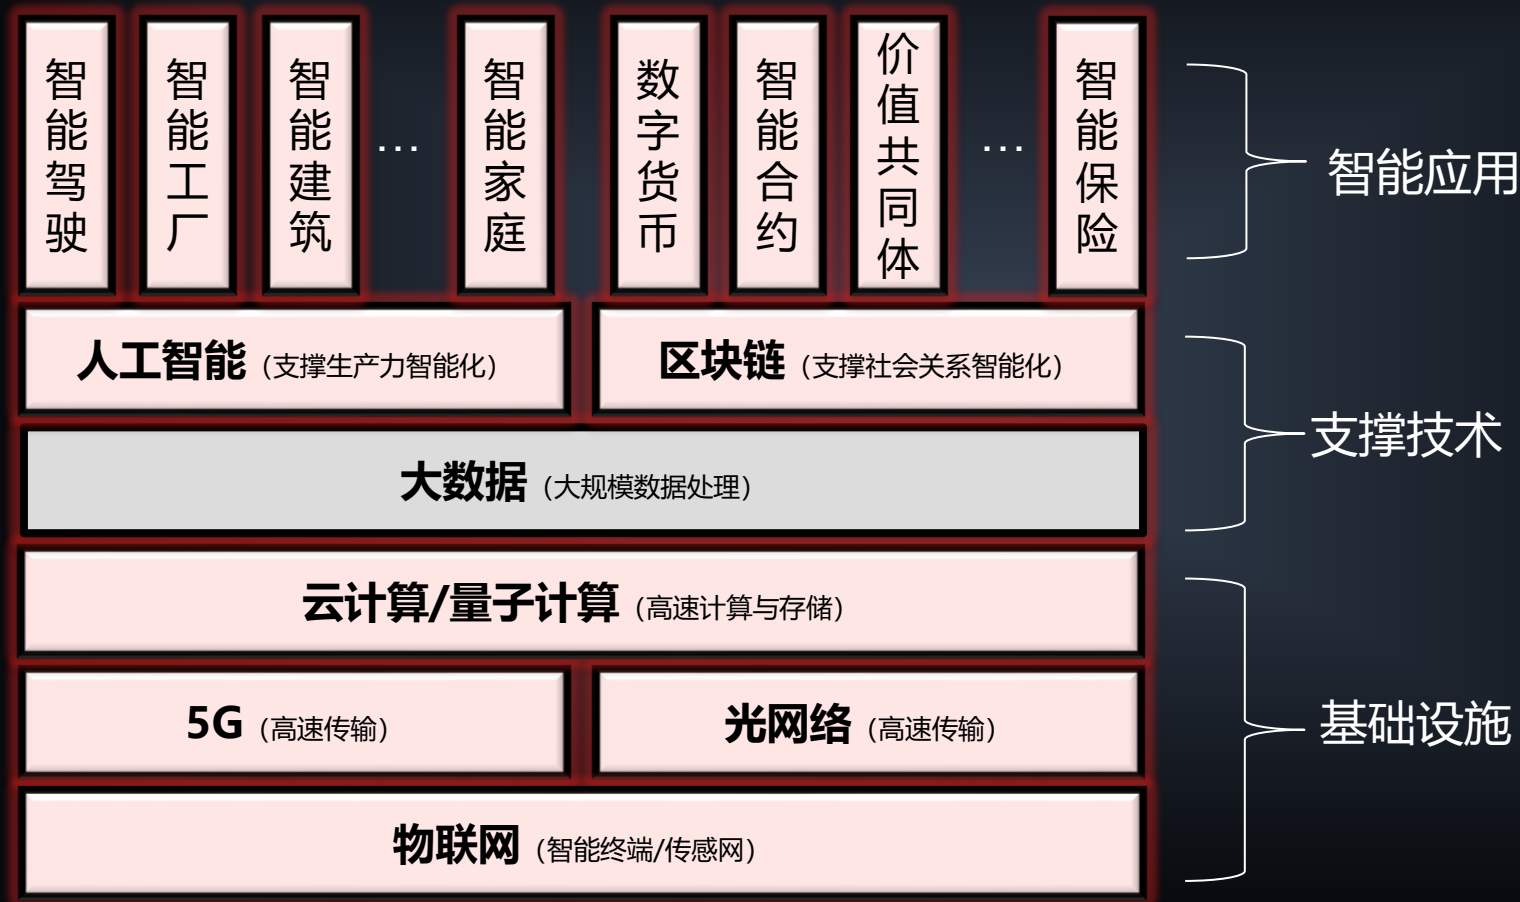 智能驾驶
智能工厂
智能建筑
…
智能家庭
数字货币
智能合约
价值共同体
…
智能保险
智能应用
人工智能（支撑生产力智能化）
区块链（支撑社会关系智能化）
支撑技术
大数据（大规模数据处理）
云计算/量子计算（高速计算与存储）
5G（高速传输）
光网络（高速传输）
基础设施
物联网（智能终端/传感网）